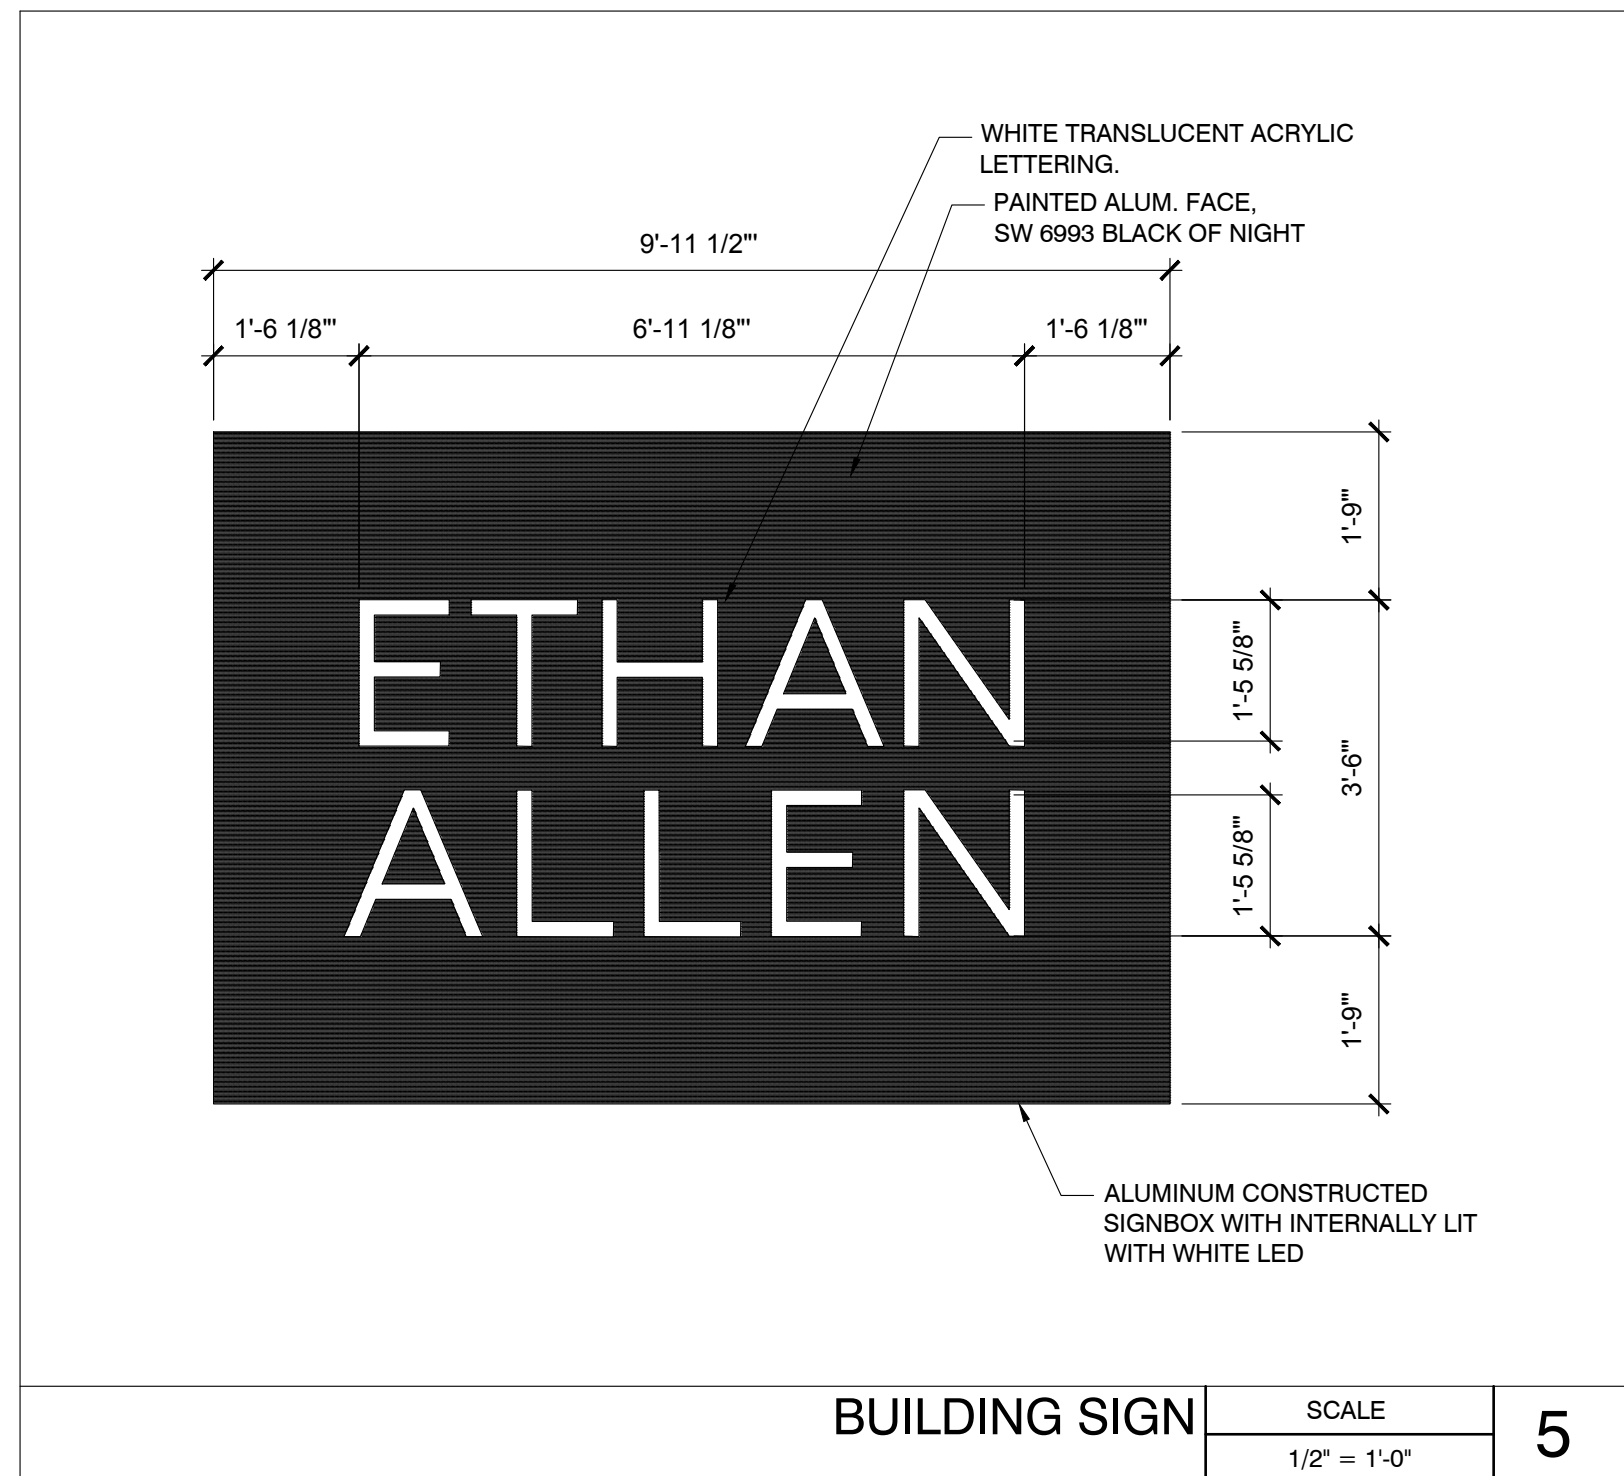 WHITE TRANSLUCENT ACRYLIC
LETTERING.
PAINTED ALUM. FACE,
SW 6993 BLACK OF NIGHT
9'-11 1/2"'
1'-6 1/8"'
6'-11 1/8"'
1'-6 1/8"'
1'-9"'
ETHAN
1'-5 5/8"'
3'-6"'
ALLEN
1'-5 5/8"'
1'-9"'
ALUMINUM CONSTRUCTED
SIGNBOX WITH INTERNALLY LIT
WITH WHITE LED
BUILDING SIGN
SCALE
1/2" = 1'-0"
5